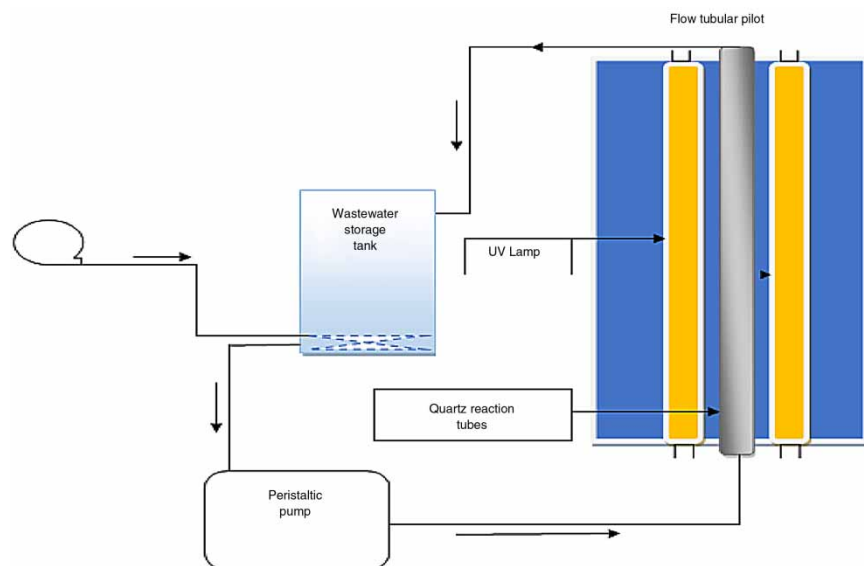 Flow tubular pilot
Wastewater
storage
tank
UV Lamp
Quartz reaction
tubes
Peristaltic
pump